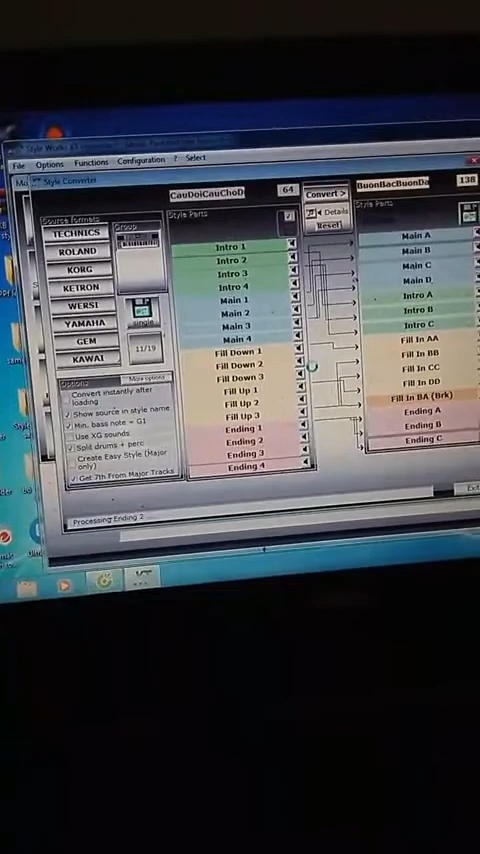 File Options Functions Configuration ? Select
Style Converter
CauDoiCauChoD
64
Convert >
BuonBacBuonDa
138
Source formats
Group
Style Parts
Details
Style Parts
Reset
TECHNICS
ROLAND
KORG
KETRON
WERSI
YAMAHA
GEM
KAWAI
single
11/19
Intro 1
Intro 2
Intro 3
Intro 4
Main 1
Main 2
Main 3
Main 4
Fill Down 1
Fill Down 2
Fill Down 3
Fill Up 1
Fill Up 2
Fill Up 3
Ending 1
Ending 2
Ending 3
Ending 4
Main A
Main B
Main C
Main D
Intro A
Intro B
Intro C
Fill In AA
Fill In BB
Fill In CC
Fill In DD
Fill In BA (Brk)
Ending A
Ending B
Ending C
Options
More options
Convert instantly after
loading
Show source in style name
Min. bass note = G1
Use XG sounds
Split drums + perc
Create Easy Style (Major
only)
Get 7th From Major Tracks
Processing Ending 2